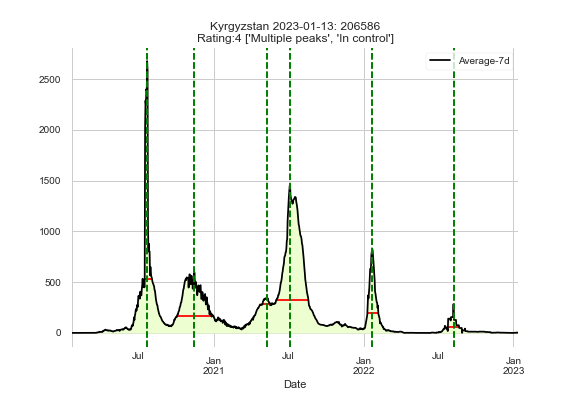 Kyrgyzstan 2023-01-13: 206586
Rating:4 ['Multiple peaks', 'In control']
Average-7d
2500
2000
1500
1000
500
0
Jul
Jan
2021
Jul
Jan
2022
Jul
Jan
2023
Date